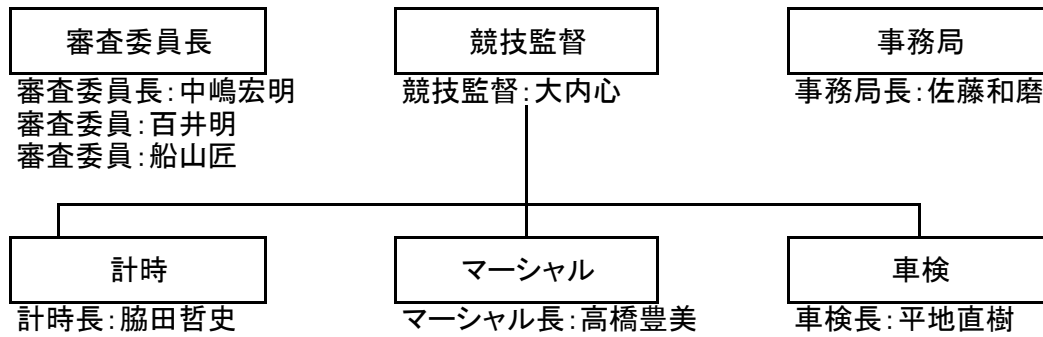 審査委員長
競技監督
事務局
審査委員長:中嶋宏明
審査委員:百井明
審査委員:船山匠
競技監督:大内心
事務局長:佐藤和磨
計時
マーシャル
車検
計時長:脇田哲史
マーシャル長:高橋豊美
車検長:平地直樹